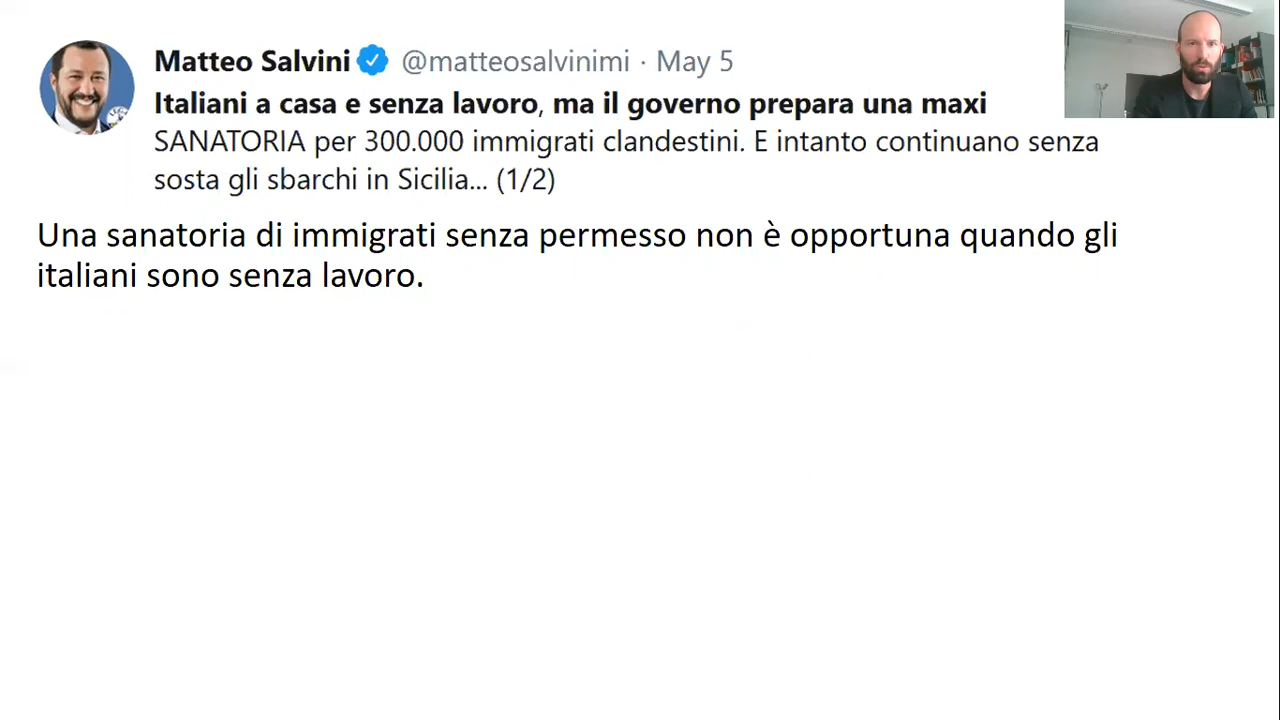 Matteo Salvini @matteosalvinimi · May 5
Italiani a casa e senza lavoro, ma il governo prepara una maxi
SANATORIA per 300.000 immigrati clandestini. E intanto continuano senza
sosta gli sbarchi in Sicilia... (1/2)
Una sanatoria di immigrati senza permesso non è opportuna quando gli
italiani sono senza lavoro.